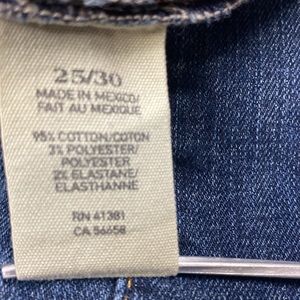 25/30
MADE IN MEXICO/
FAIT AU MEXIQUE
95% COTTON/COTON
3% POLYESTER/
POLYESTER
2% ELASTANE/
ELASTHANNE
RN 41381
CA 56658